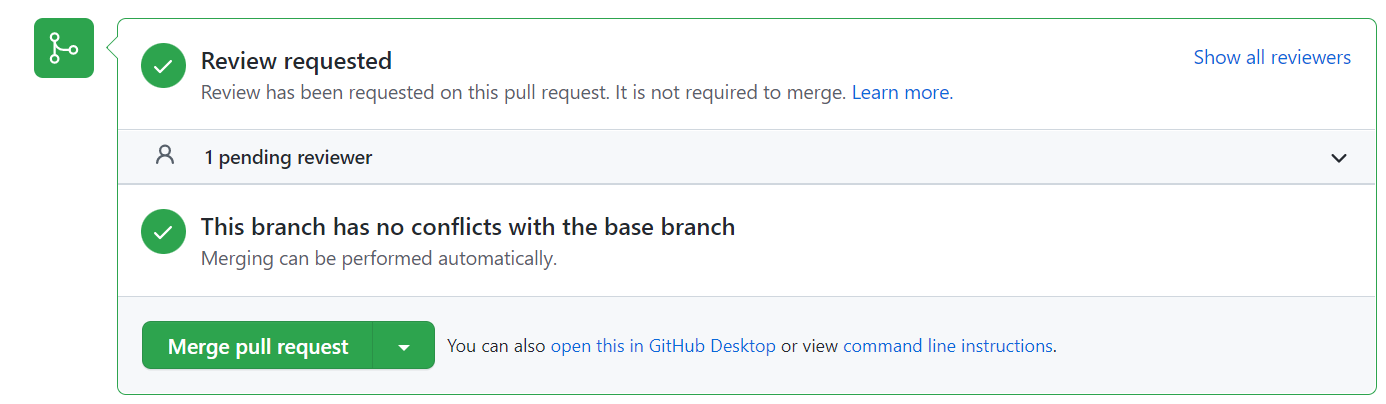 Review requested
Show all reviewers
Review has been requested on this pull request. It is not required to merge. Learn more.
1 pending reviewer
This branch has no conflicts with the base branch
Merging can be performed automatically.
Merge pull request
You can also open this in GitHub Desktop or view command line instructions.